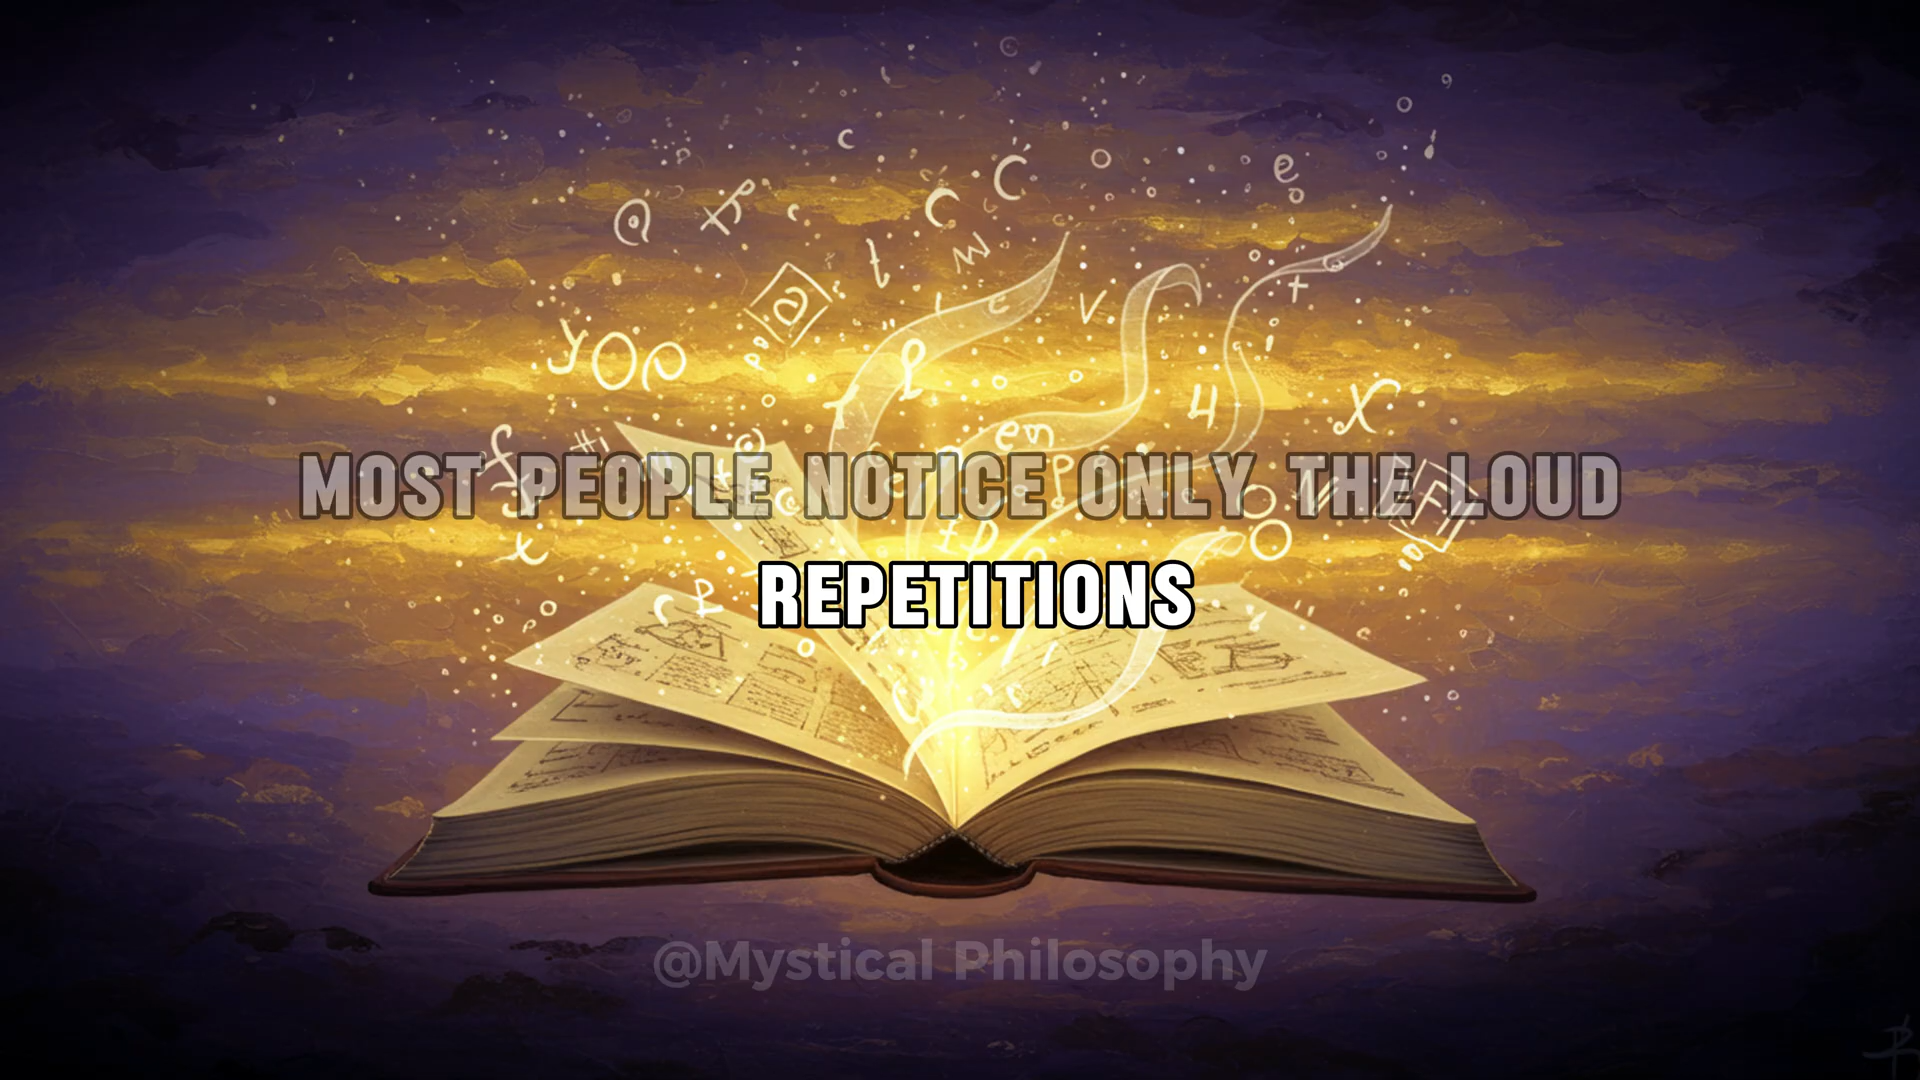 MOST PEOPLE NOTICE ONLY THE LOUD
REPETITIONS
@Mystical Philosophy